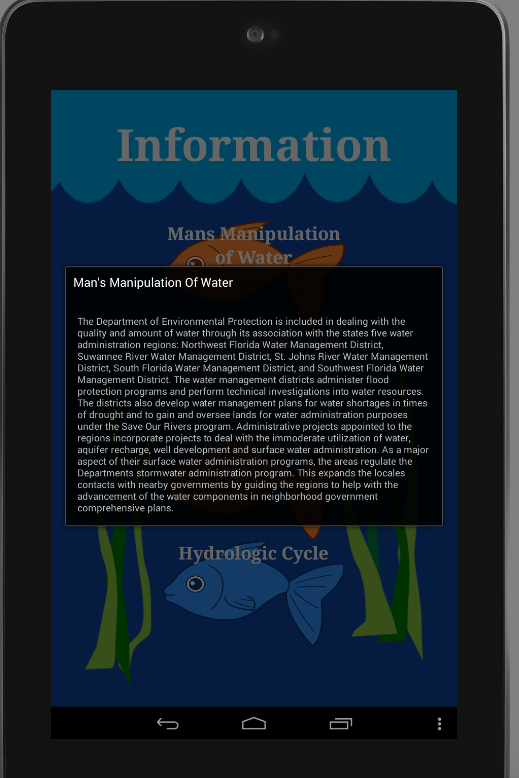 Information
Mans Manipulation
of Water
Man's Manipulation Of Water
The Department of Environmental Protection is included in dealing with the
quality and amount of water through its association with the states five water
administration regions: Northwest Florida Water Management District,
Suwannee River Water Management District, St. Johns River Water Management
District, South Florida Water Management District, and Southwest Florida Water
Management District. The water management districts administer flood
protection programs and perform technical investigations into water resources.
The districts also develop water management plans for water shortages in times
of drought and to gain and oversee lands for water administration purposes
under the Save Our Rivers program. Administrative projects appointed to the
regions incorporate projects to deal with the immoderate utilization of water,
aquifer recharge, well development and surface water administration. As a major
aspect of their surface water administration programs, the areas regulate the
Departments stormwater administration program. This expands the locales
contacts with nearby governments by guiding the regions to help with the
advancement of the water components in neighborhood government
comprehensive plans.
Hydrologic Cycle